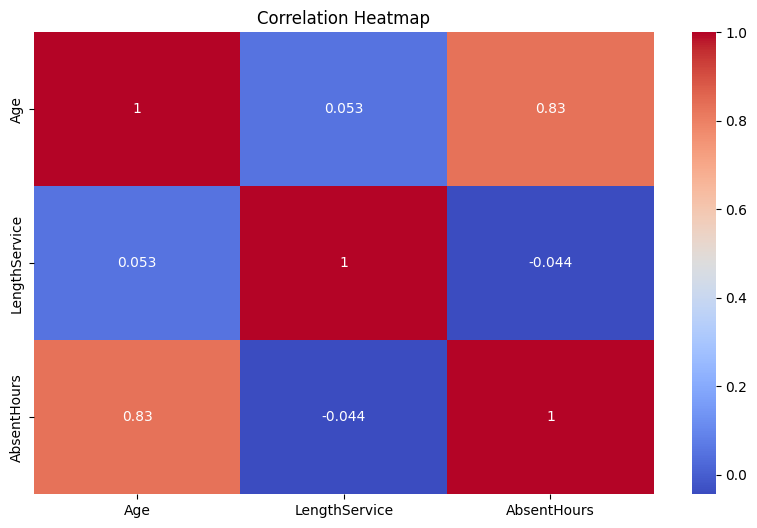 Correlation Heatmap
Age
1
0.053
0.83
LengthService
0.053
1
-0.044
AbsentHours
0.83
-0.044
1
Age
LengthService
AbsentHours
1.0
0.8
0.6
0.4
0.2
0.0